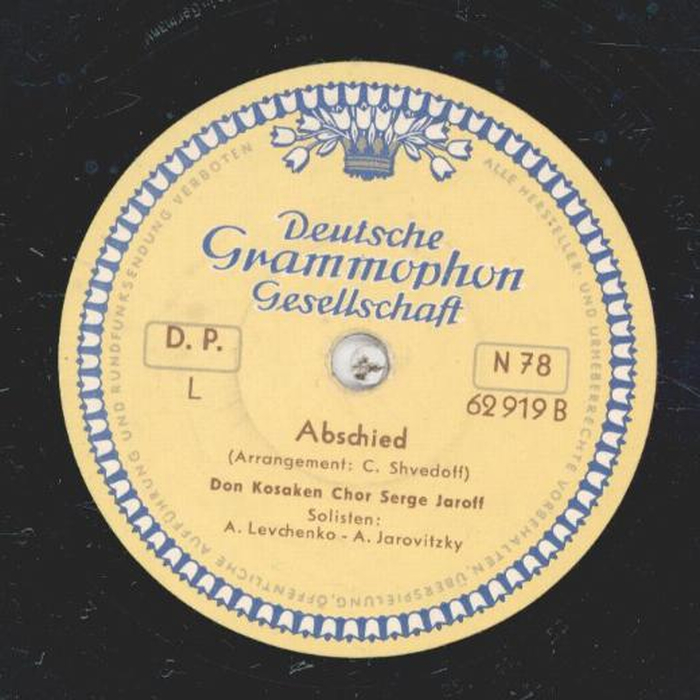 Deutsche
Grammophon
Gesellschaft
D. P.
L
N 78
62 919 B
Abschied
(Arrangement: C. Shvedoff)
Don Kosaken Chor Serge Jaroff
Solisten:
A. Levchenko - A. Jarovitzky
ALLE HERSTELLER- UND URHEBERRECHTE VORBEHALTEN, ÜBERSPIELUNG, ÖFFENTLICHE AUFFÜHRUNG UND RUNDFUNKSENDUNG VERBOTEN